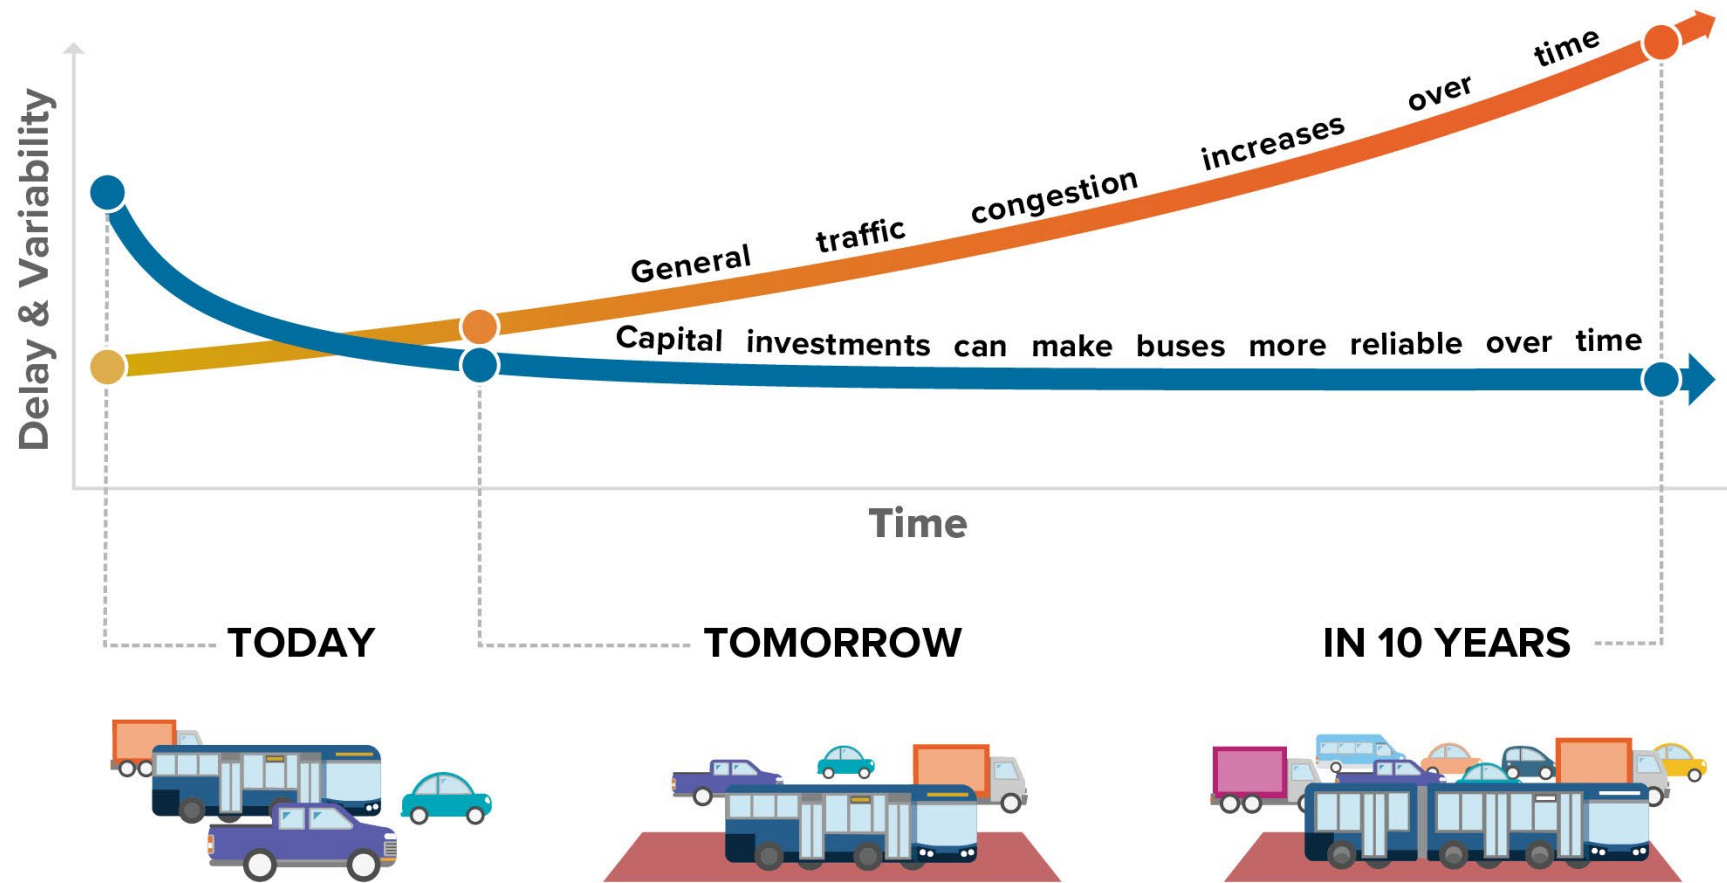 Delay & Variability
General traffic congestion increases over time
Capital investments can make buses more reliable over time
Time
TODAY
TOMORROW
IN 10 YEARS